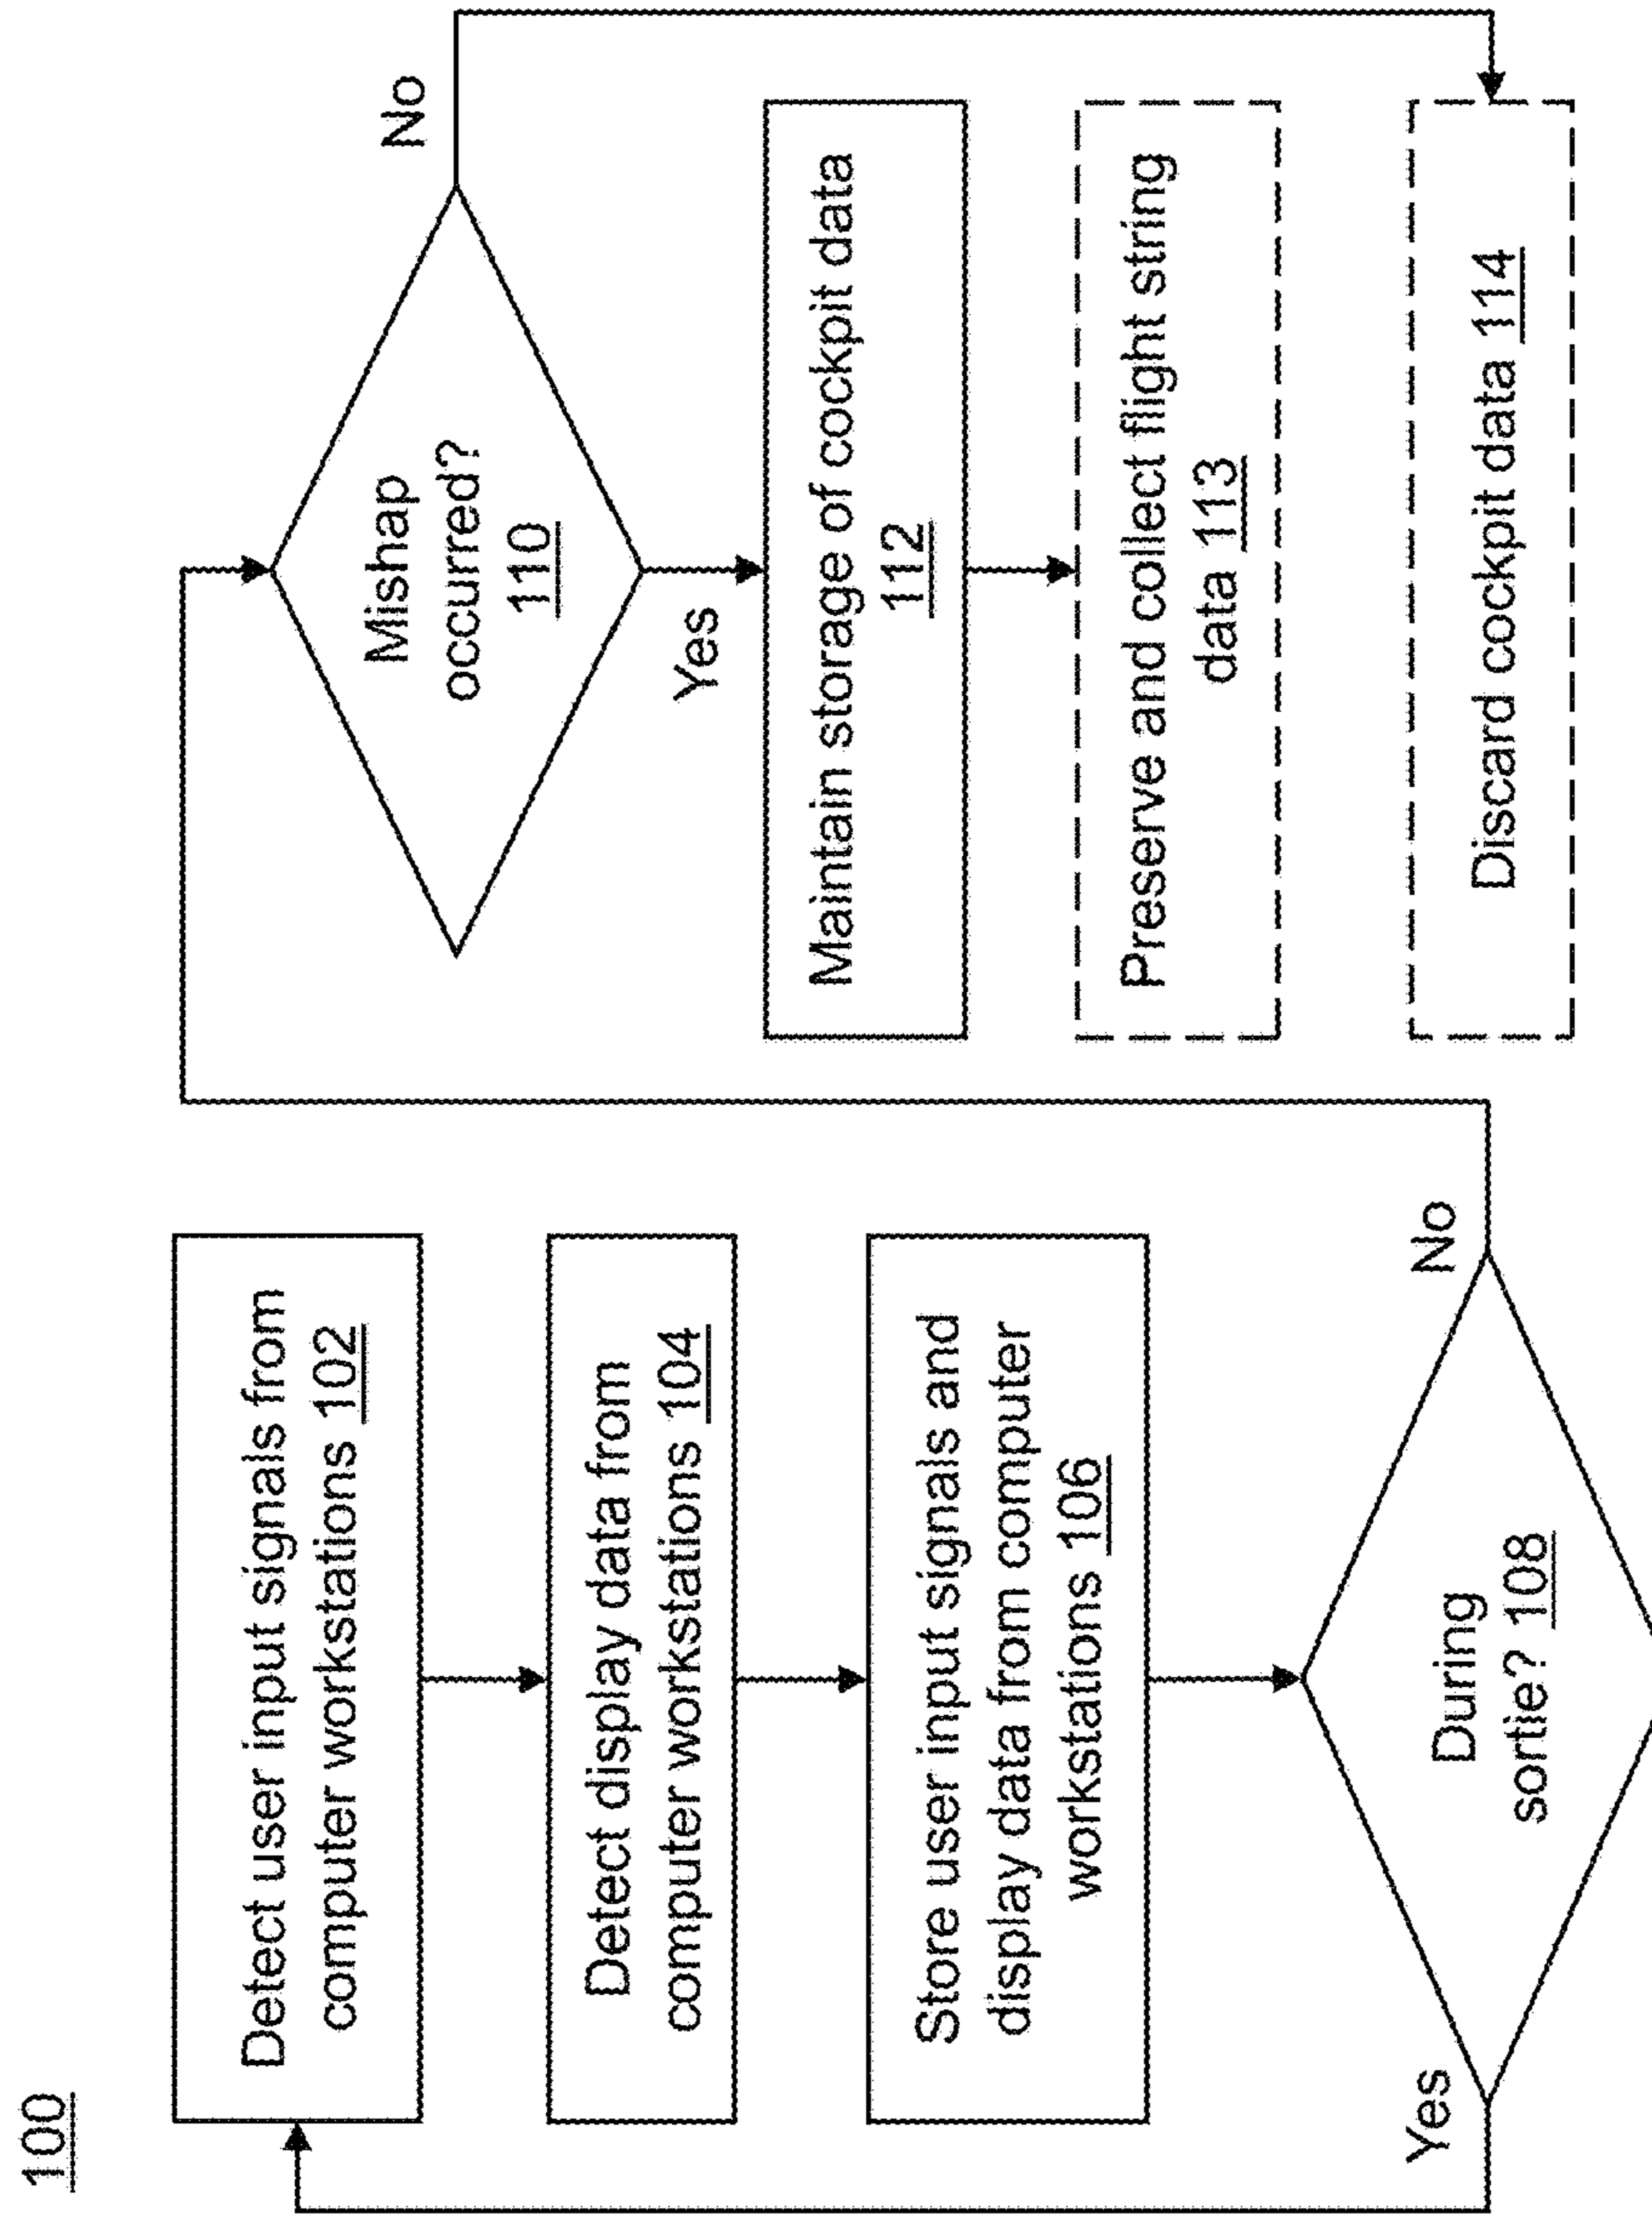 100
Detect user input signals from
computer workstations 102
Detect display data from
computer workstations 104
Store user input signals and
display data from computer
workstations 106
During
sortie? 108
Yes
No
Mishap
occurred?
110
No
Yes
Maintain storage of cockpit data
112
Preserve and collect flight string
data 113
Discard cockpit data 114